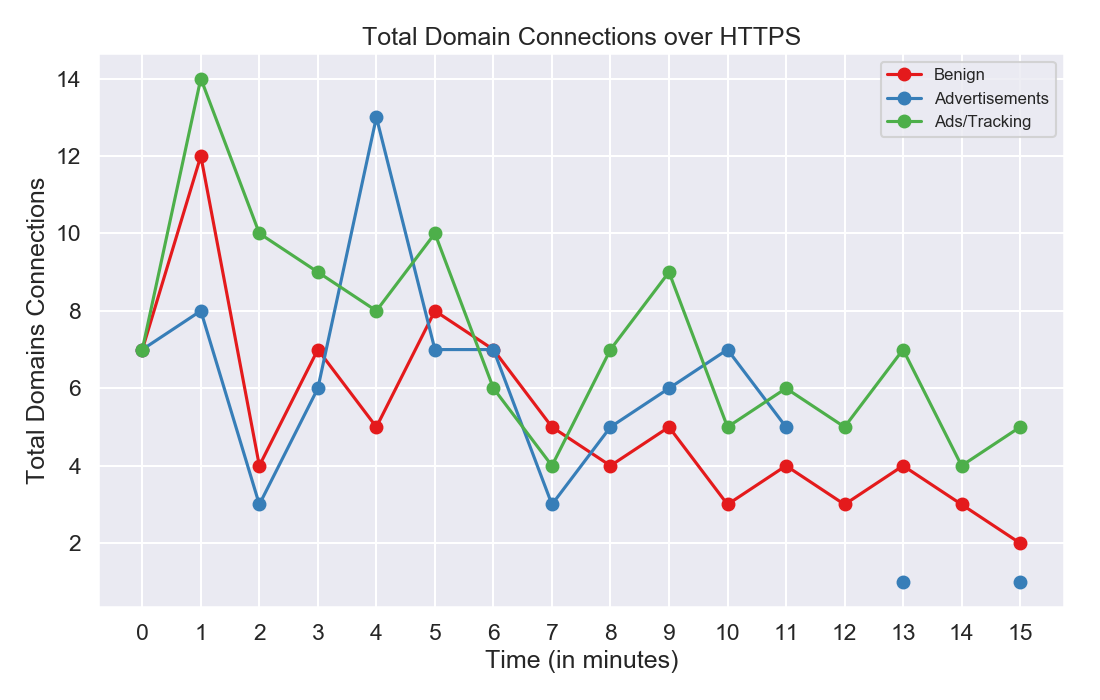 Total Domain Connections over HTTPS
Benign
Advertisements
Ads/Tracking
Total Domains Connections
14
12
10
8
6
4
2
0 1 2 3 4 5 6 7 8 9 10 11 12 13 14 15
Time (in minutes)